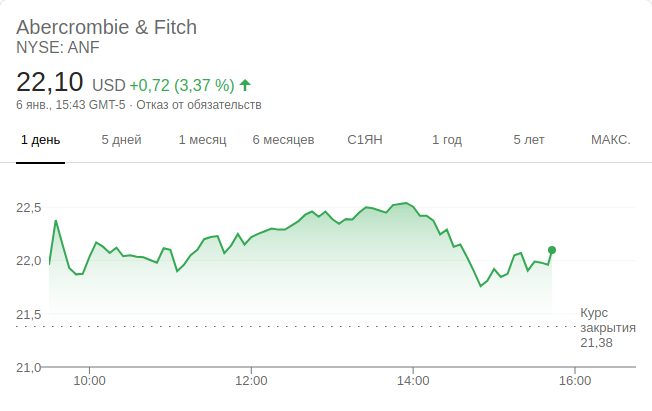 Abercrombie & Fitch
NYSE: ANF
22,10 USD +0,72 (3,37 %)
6 янв., 15:43 GMT-5 · Отказ от обязательств
1 день 5 дней 1 месяц 6 месяцев С1ЯН 1 год 5 лет МАКС.
22,5
22,0
21,5
Курс
закрытия
21,38
21,0
10:00 12:00 14:00 16:00